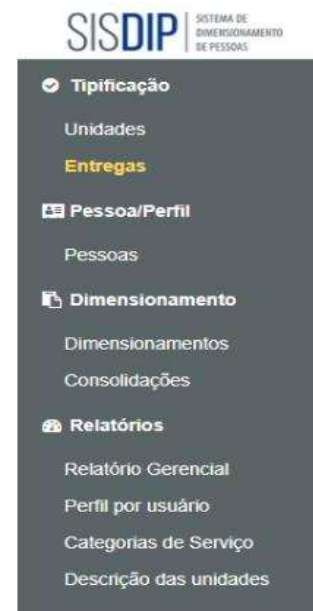 SISDIP
SISTEMA DE
DIMENSIONAMENTO
DE PESSOAS
Tipificação
Unidades
Entregas
Pessoa/Perfil
Pessoas
Dimensionamento
Dimensionamentos
Consolidações
Relatórios
Relatório Gerencial
Perfil por usuário
Categorias de Serviço
Descrição das unidades